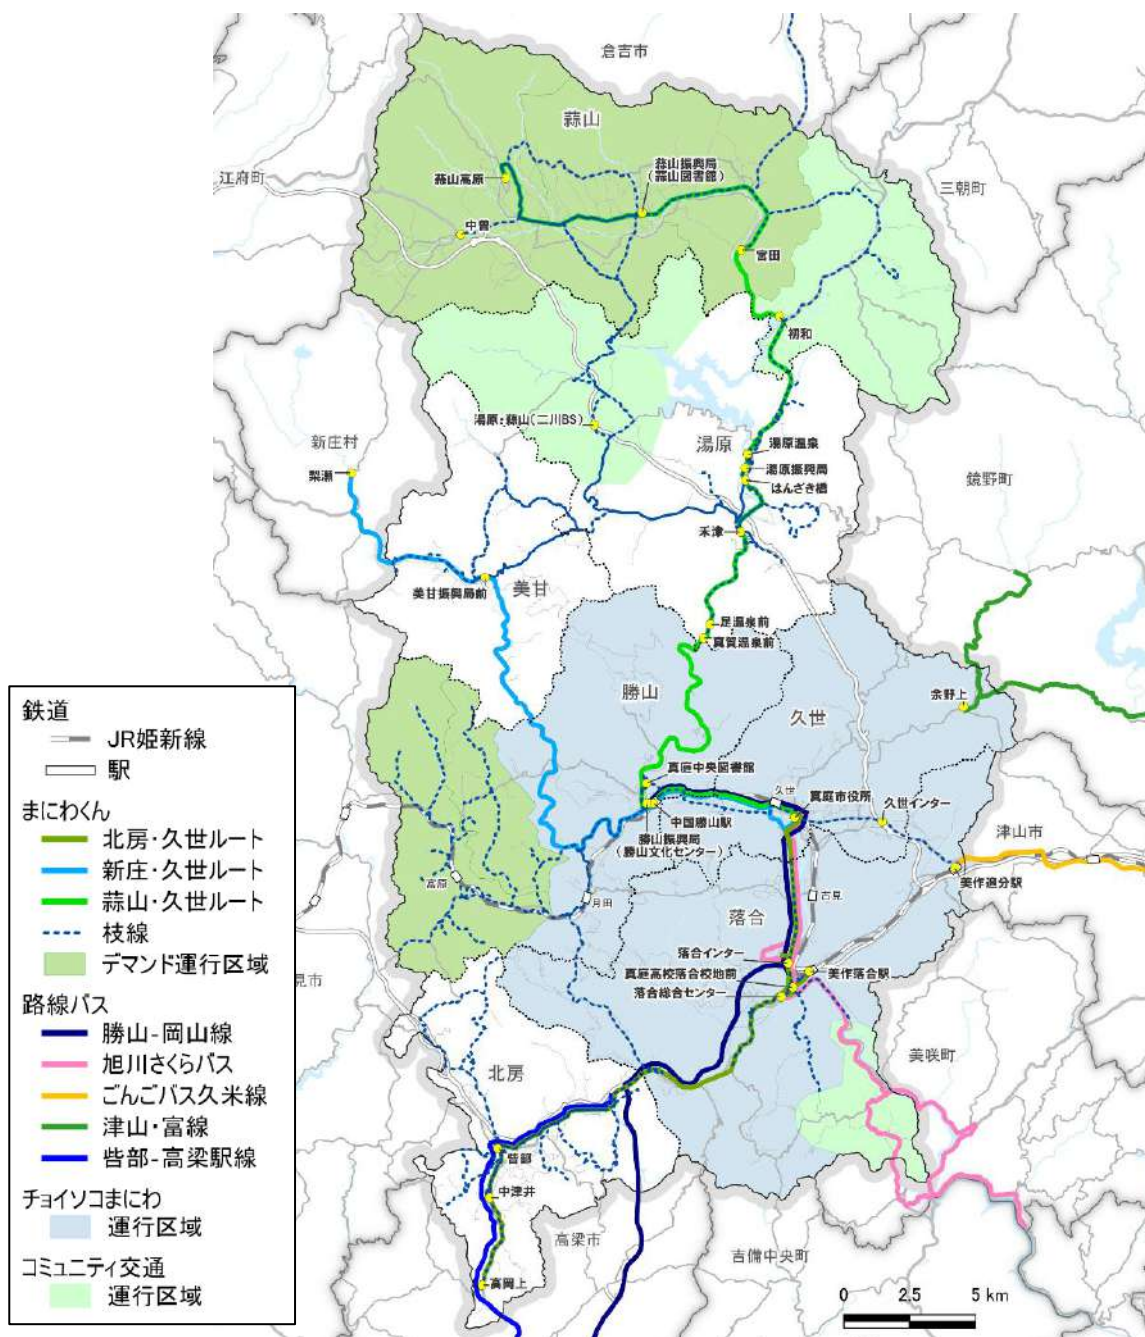 倉吉市
蒜山
蒜山振興局
(蒜山図書館)
蒜山高原
江府町
三朝町
中曽
宮田
初和
湯原・蒜山(二川BS)
新庄村
湯原
湯原温泉
湯原振興局
はんざき橋
鏡野町
梨瀬
禾津
美甘
美甘振興局前
足温泉前
真賀温泉前
勝山
余野上
久世
真庭中央図書館
久世
真庭市役所
久世インター
中国勝山駅
津山市
勝山振興局
(勝山文化センター)
美作追分駅
富原
月田
古見
落合
落合インター
真庭高校落合校地前
美作落合駅
落合総合センター
見市
美咲町
北房
呰部
中津井
高梁市
吉備中央町
高岡上
0 2.5 5 km
鉄道
JR姫新線
駅
まにわくん
北房・久世ルート
新庄・久世ルート
蒜山・久世ルート
枝線
デマンド運行区域
路線バス
勝山-岡山線
旭川さくらバス
ごんごバス久米線
津山・富線
呰部-高梁駅線
チョイソコまにわ
運行区域
コミュニティ交通
運行区域